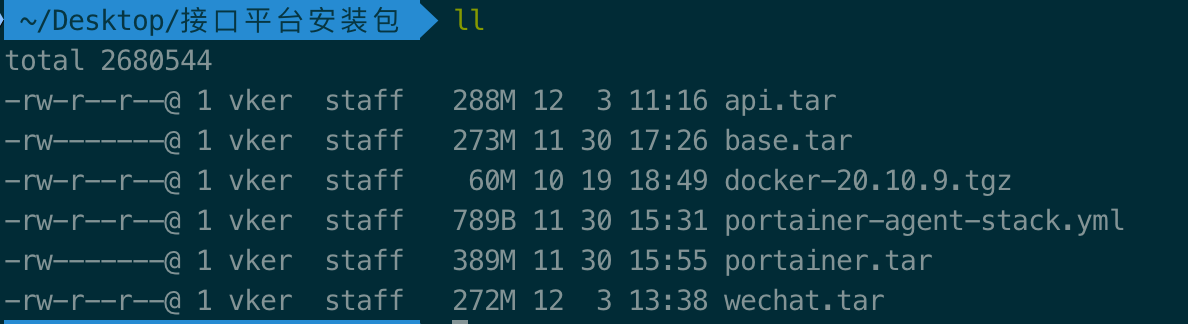 ~/Desktop/接口平台安装包 ll
total 2680544
-rw-r--r--@ 1 vker  staff   288M 12  3 11:16 api.tar
-rw-------@ 1 vker  staff   273M 11 30 17:26 base.tar
-rw-r--r--@ 1 vker  staff    60M 10 19 18:49 docker-20.10.9.tgz
-rw-r--r--@ 1 vker  staff   789B 11 30 15:31 portainer-agent-stack.yml
-rw-------@ 1 vker  staff   389M 11 30 15:55 portainer.tar
-rw-r--r--@ 1 vker  staff   272M 12  3 13:38 wechat.tar